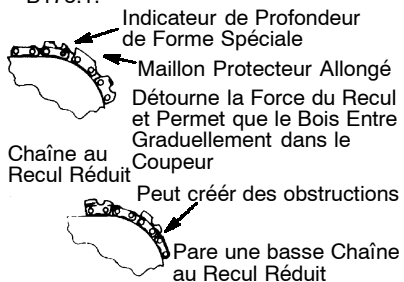 Indicateur de Profondeur
de Forme Spéciale
Maillon Protecteur Allongé
Détourne la Force du Recul
et Permet que le Bois Entre
Graduellement dans le
Coupeur
Chaîne au
Recul Réduit
Peut créér des obstructions
Pare une basse Chaîne
au Recul Réduit